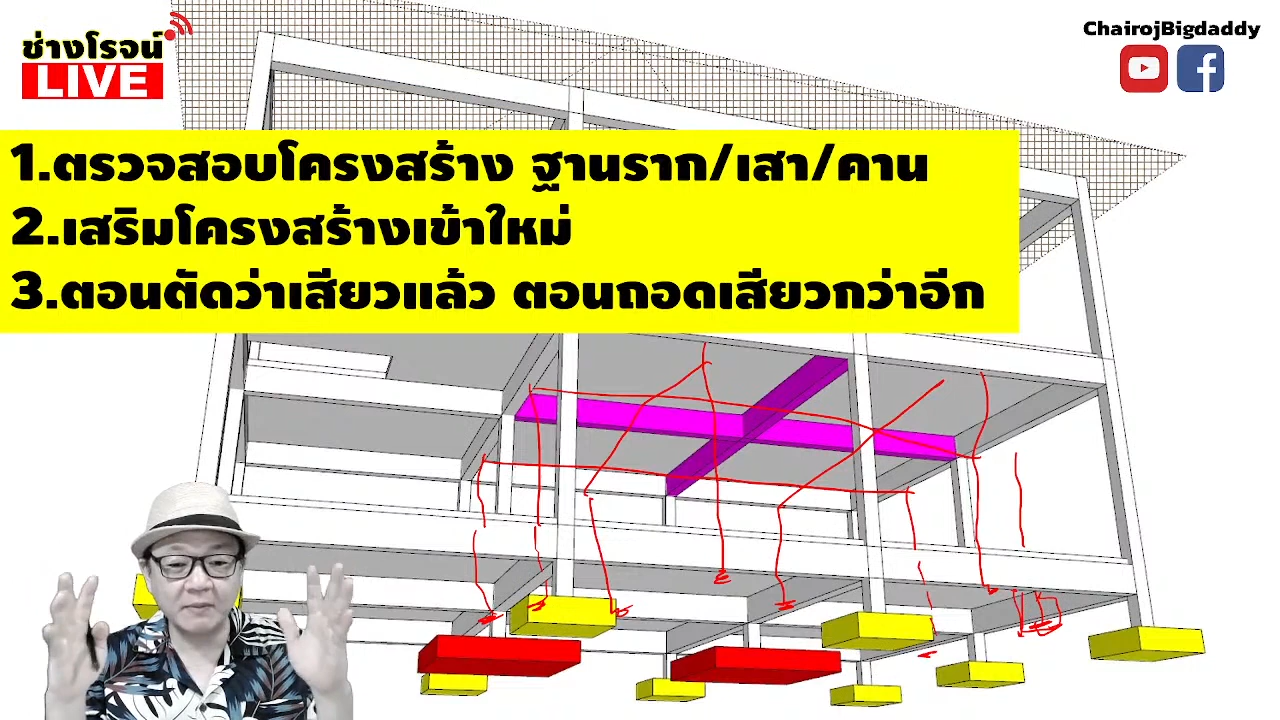 ช่างโรจน์
LIVE
ChairojBigdaddy
1.ตรวจสอบโครงสร้าง ฐานราก/เสา/คาน
2.เสริมโครงสร้างเข้าใหม่
3.ตอนตัดว่าเสียวแล้ว ตอนถอดเสียวกว่าอีก